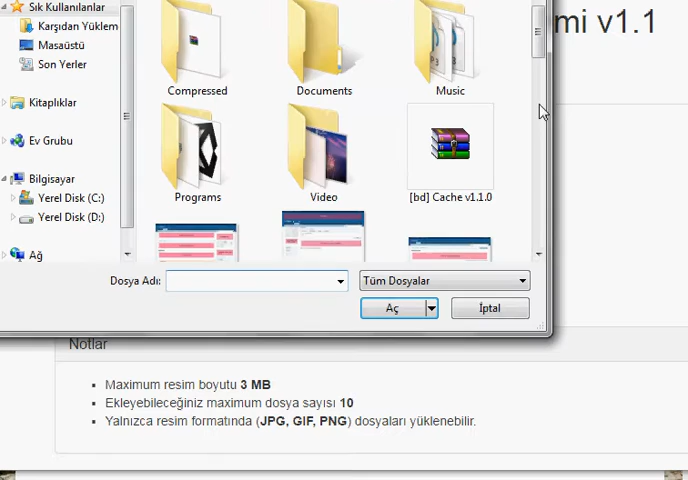 Sık Kullanılanlar
Karşıdan Yüklem
Masaüstü
Son Yerler
Kitaplıklar
Ev Grubu
Bilgisayar
Yerel Disk (C:)
Yerel Disk (D:)
Ağ
Compressed
Documents
Music
Programs
Video
[bd] Cache v1.1.0
mi v1.1
Dosya Adı:
Tüm Dosyalar
Aç
İptal
Notlar
Maximum resim boyutu 3 MB
Ekleyebileceğiniz maximum dosya sayısı 10
Yalnızca resim formatında (JPG, GIF, PNG) dosyaları yüklenebilir.